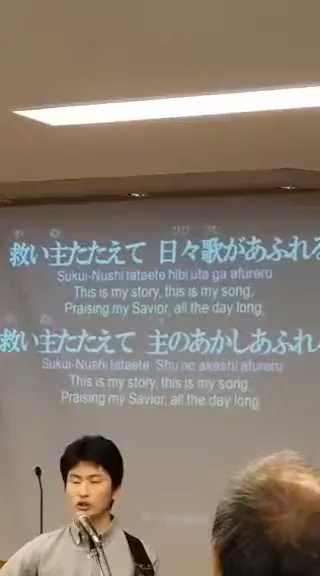 救い主たたえて 日々歌があふれる
Sukui-Nushi tataete hibi uta ga afureru
This is my story, this is my song,
Praising my Savior, all the day long;
救い主たたえて 主のあかしあふれ
Sukui-Nushi tataete Shu no akashi afureru
This is my story, this is my song,
Praising my Savior, all the day long.